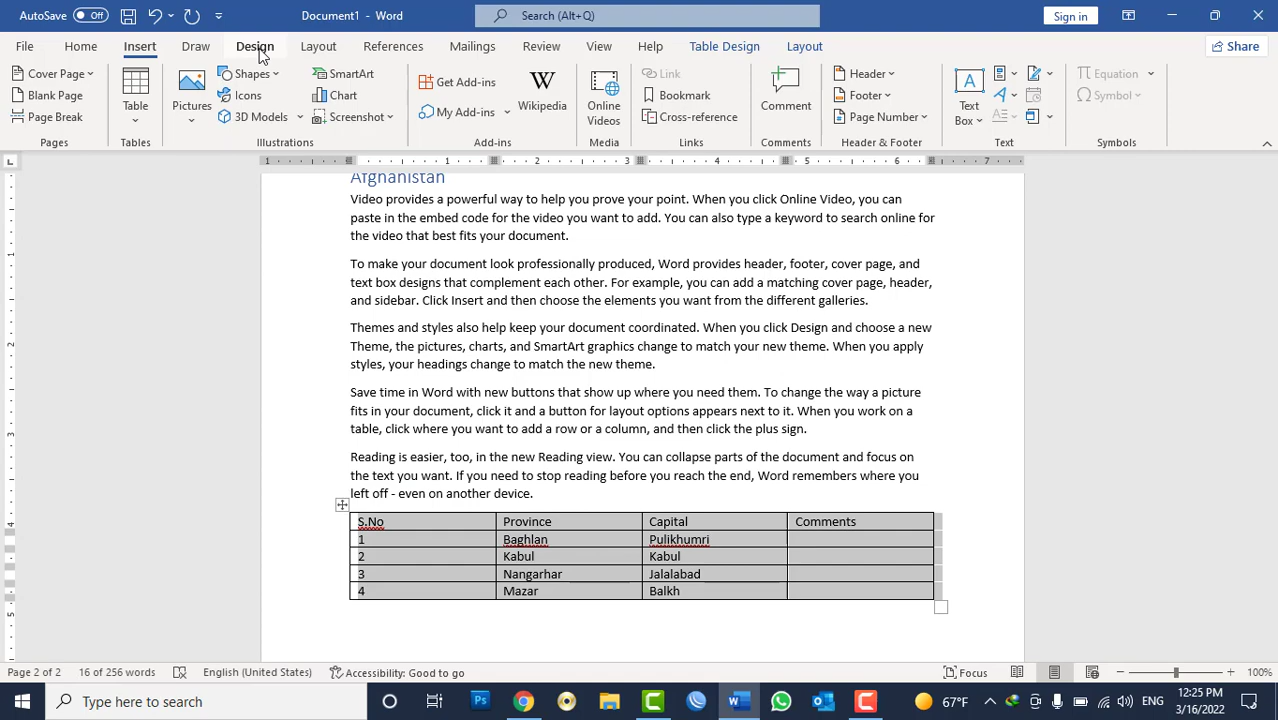 AutoSave Off Document1 - Word Search (Alt+Q) Sign in
File Home Insert Draw Design Layout References Mailings Review View Help Table Design Layout Share
Cover Page
Blank Page
Page Break
Pages
Table
Tables
Pictures
Shapes
Icons
3D Models
SmartArt
Chart
Screenshot
Illustrations
Get Add-ins
My Add-ins
Wikipedia
Add-ins
Online
Videos
Media
Link
Bookmark
Cross-reference
Links
Comment
Comments
Header
Footer
Page Number
Header & Footer
Text
Box
Text
Equation
Symbol
Symbols
1 1 2 3 4 5 6 7
Afghanistan
Video provides a powerful way to help you prove your point. When you click Online Video, you can
paste in the embed code for the video you want to add. You can also type a keyword to search online for
the video that best fits your document.
To make your document look professionally produced, Word provides header, footer, cover page, and
text box designs that complement each other. For example, you can add a matching cover page, header,
and sidebar. Click Insert and then choose the elements you want from the different galleries.
Themes and styles also help keep your document coordinated. When you click Design and choose a new
Theme, the pictures, charts, and SmartArt graphics change to match your new theme. When you apply
styles, your headings change to match the new theme.
Save time in Word with new buttons that show up where you need them. To change the way a picture
fits in your document, click it and a button for layout options appears next to it. When you work on a
table, click where you want to add a row or a column, and then click the plus sign.
Reading is easier, too, in the new Reading view. You can collapse parts of the document and focus on
the text you want. If you need to stop reading before you reach the end, Word remembers where you
left off - even on another device.
S.No Province Capital Comments
1 Baghlan Pulikhumri
2 Kabul Kabul
3 Nangarhar Jalalabad
4 Mazar Balkh
Page 2 of 2 16 of 256 words English (United States) Accessibility: Good to go Focus 100%
Type here to search 67°F ENG 12:25 PM
3/16/2022